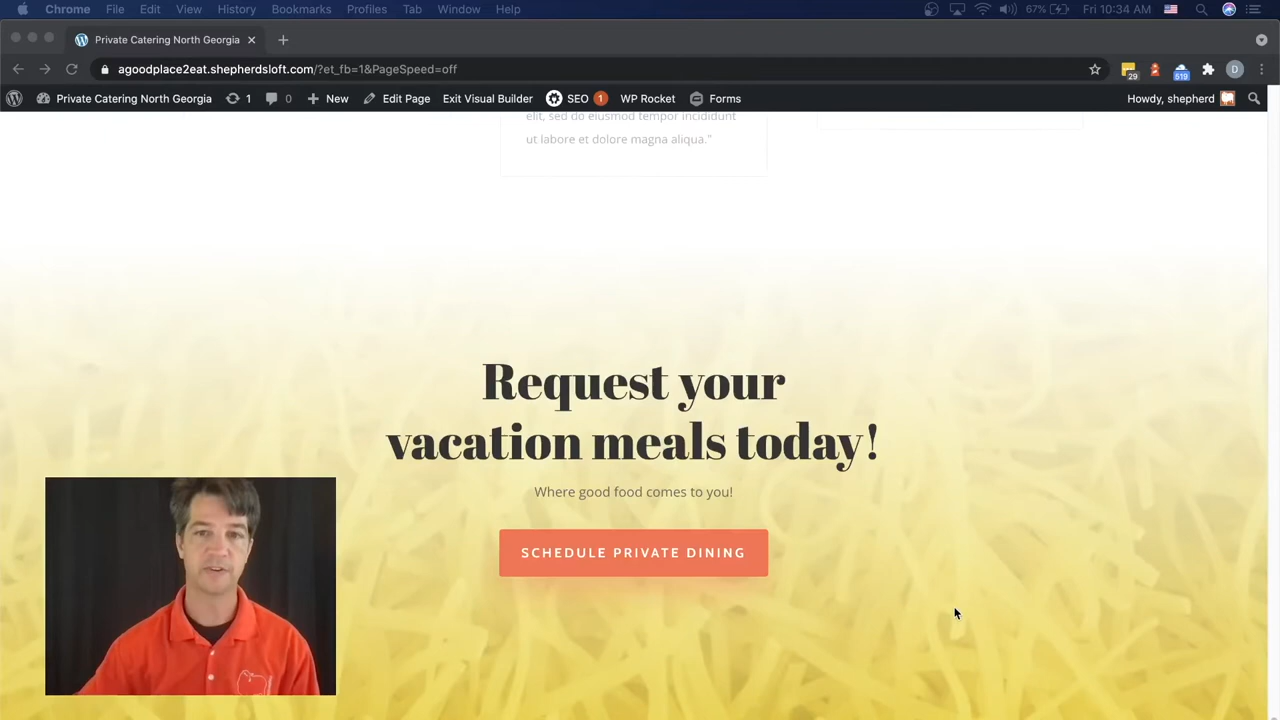 Chrome File Edit View History Bookmarks Profiles Tab Window Help 67% Fri 10:34 AM
Private Catering North Georgia
agoodplace2eat.shepherdsloft.com/?et_fb=1&PageSpeed=off 29 519 D
Private Catering North Georgia 1 0 New Edit Page Exit Visual Builder SEO 1 WP Rocket Forms Howdy, shepherd
elit, sed do eiusmod tempor incididunt
ut labore et dolore magna aliqua."
Request your
vacation meals today!
Where good food comes to you!
SCHEDULE PRIVATE DINING